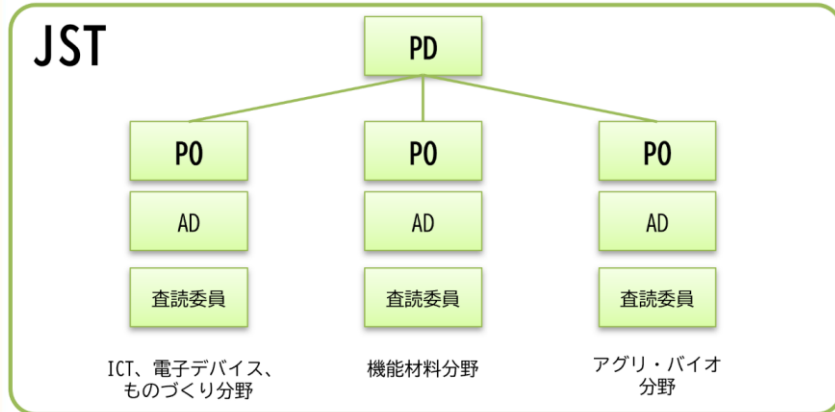 JST
PD
PO
PO
PO
AD
AD
AD
査読委員
査読委員
査読委員
ICT、電子デバイス、
ものづくり分野
機能材料分野
アグリ・バイオ
分野